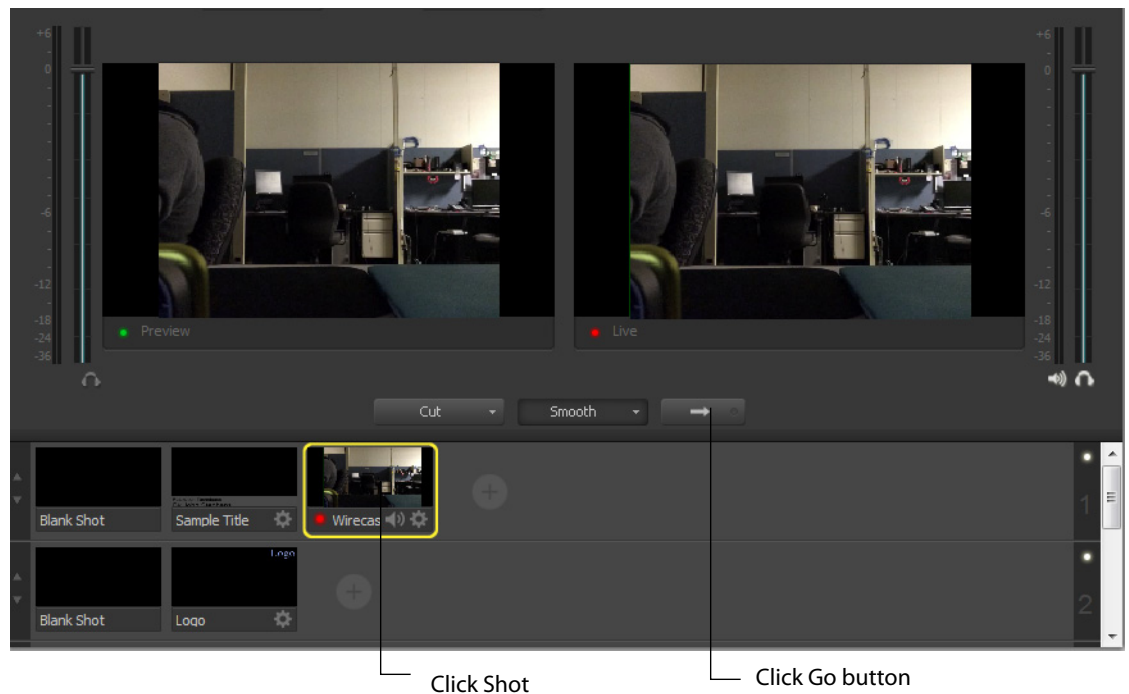 +6
-
0
-
-
-
-6
-
-
-12
-
-18
-24
-36
+6
-
0
-
-
-
-6
-
-
-12
-
-18
-24
-36
Preview
Live
Cut
Smooth
Blank Shot
Sample Title
Wirecas
1
Logo
Blank Shot
Logo
2
Click Shot
Click Go button